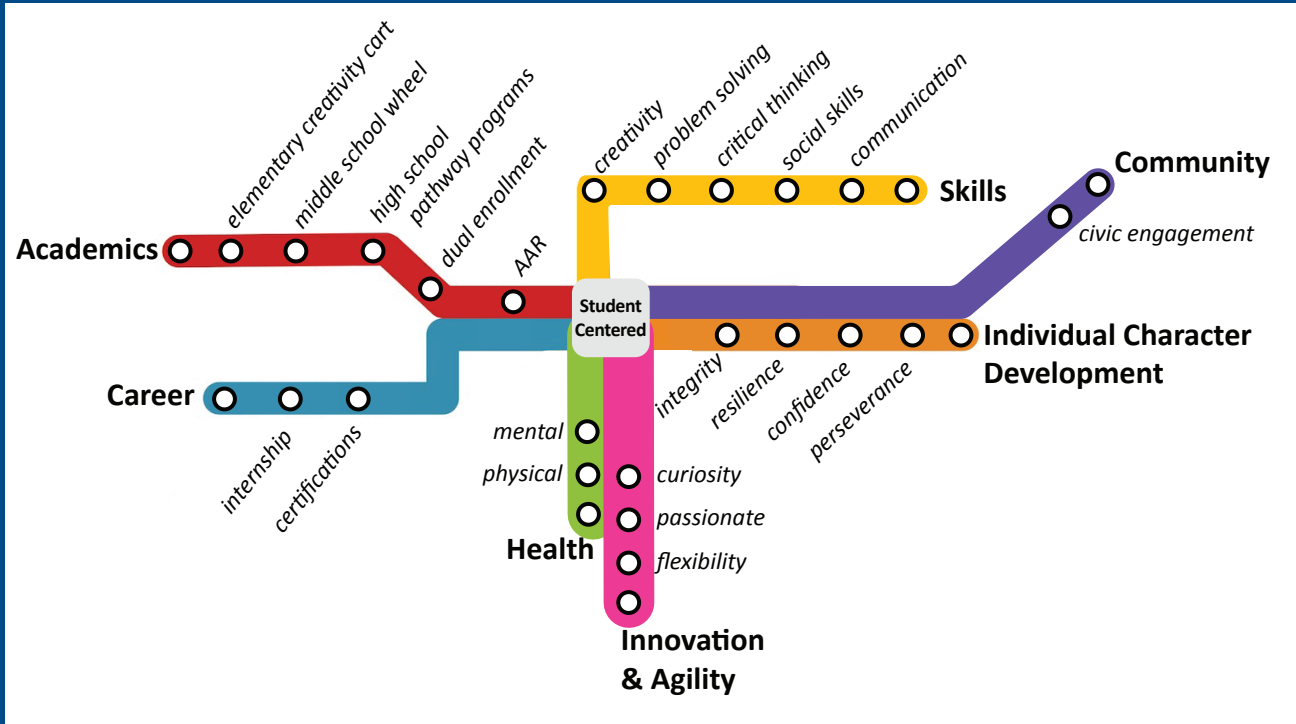 Academics
elementary creativity cart
middle school wheel
high school
pathway programs
dual enrollment
AAR
creativity
problem solving
critical thinking
social skills
communication
Skills
Community
civic engagement
Student
Centered
Individual Character
Development
integrity
resilience
confidence
perseverance
Career
internship
certifications
mental
physical
Health
curiosity
passionate
flexibility
Innovation
& Agility